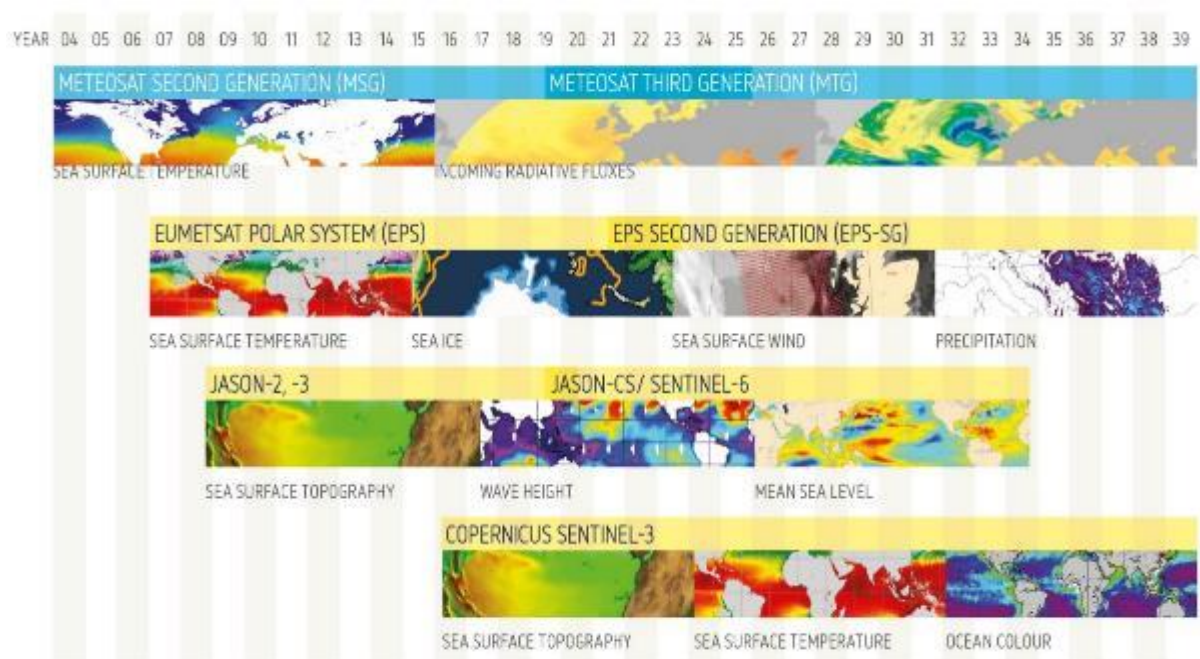 YEAR 04 05 06 07 08 09 10 11 12 13 14 15 16 17 18 19 20 21 22 23 24 25 26 27 28 29 30 31 32 33 34 35 36 37 38 39
METEOSAT SECOND GENERATION (MSG) METEOSAT THIRD GENERATION (MTG)
SEA SURFACE TEMPERATURE INCOMING RADIATIVE FLUXES
EUMETSAT POLAR SYSTEM (EPS) EPS SECOND GENERATION (EPS-SG)
SEA SURFACE TEMPERATURE SEA ICE SEA SURFACE WIND PRECIPITATION
JASON-2, -3 JASON-CS/ SENTINEL-6
SEA SURFACE TOPOGRAPHY WAVE HEIGHT MEAN SEA LEVEL
COPERNICUS SENTINEL-3
SEA SURFACE TOPOGRAPHY SEA SURFACE TEMPERATURE OCEAN COLOUR